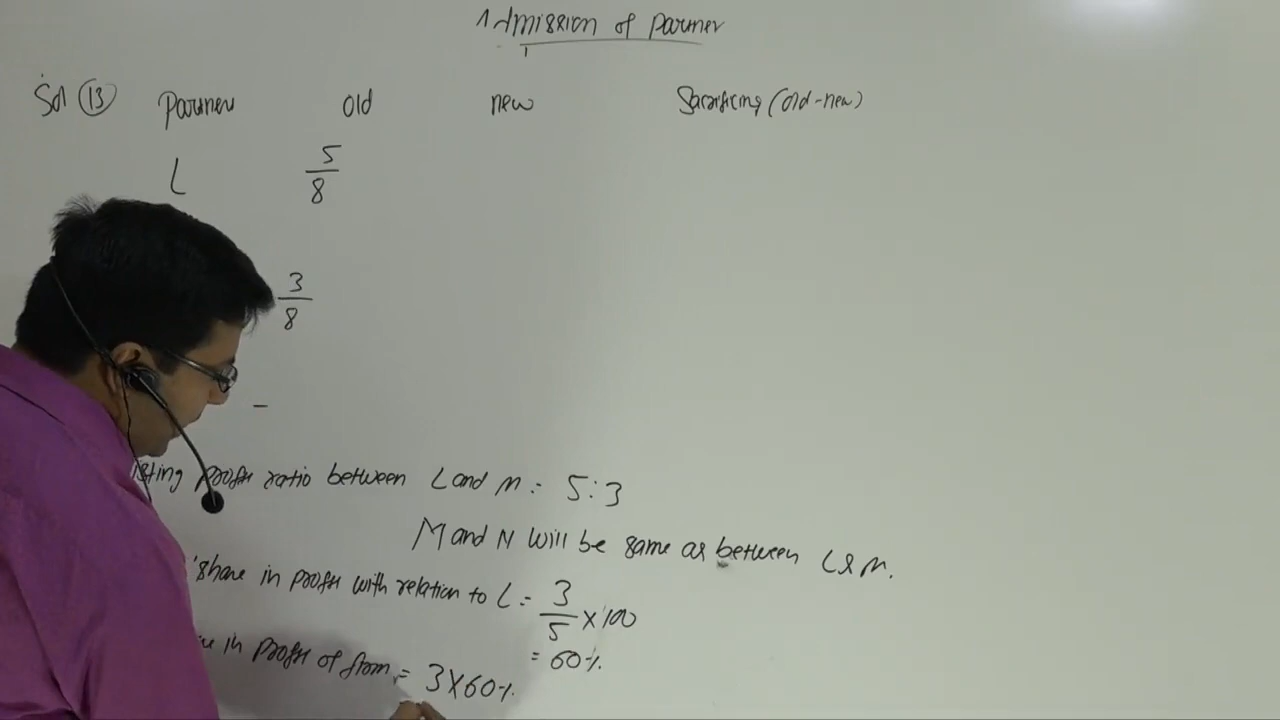 Admission of Partner
Sol (13) Partner old new Sacrificing (old-new)
L 5/8
3/8
-
isting profit ratio between L and M = 5:3
M and N will be same as between L & M.
's share in profit with relation to L = 3/5 × 100
= 60%
in profit of firm = 3×60%